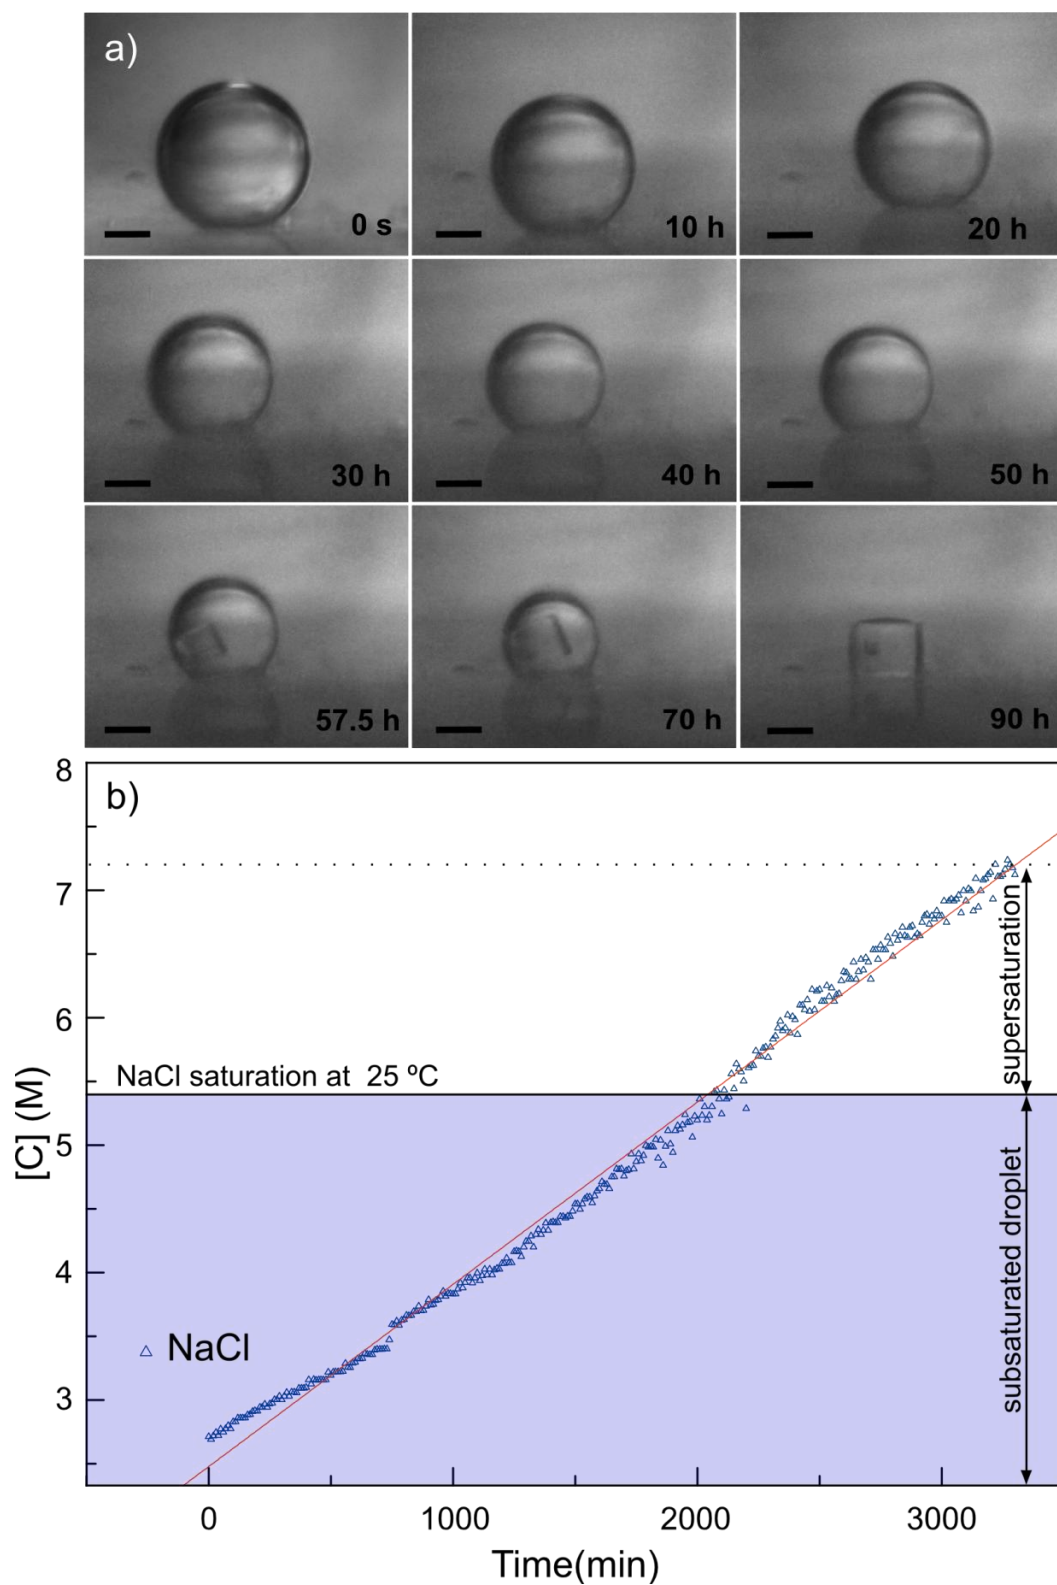 a)
0 s
10 h
20 h
30 h
40 h
50 h
57.5 h
70 h
90 h
b)
8
7
6
5
4
3
[C] (M)
NaCl saturation at 25 ºC
supersaturation
subsaturated droplet
NaCl
0
1000
2000
3000
Time(min)